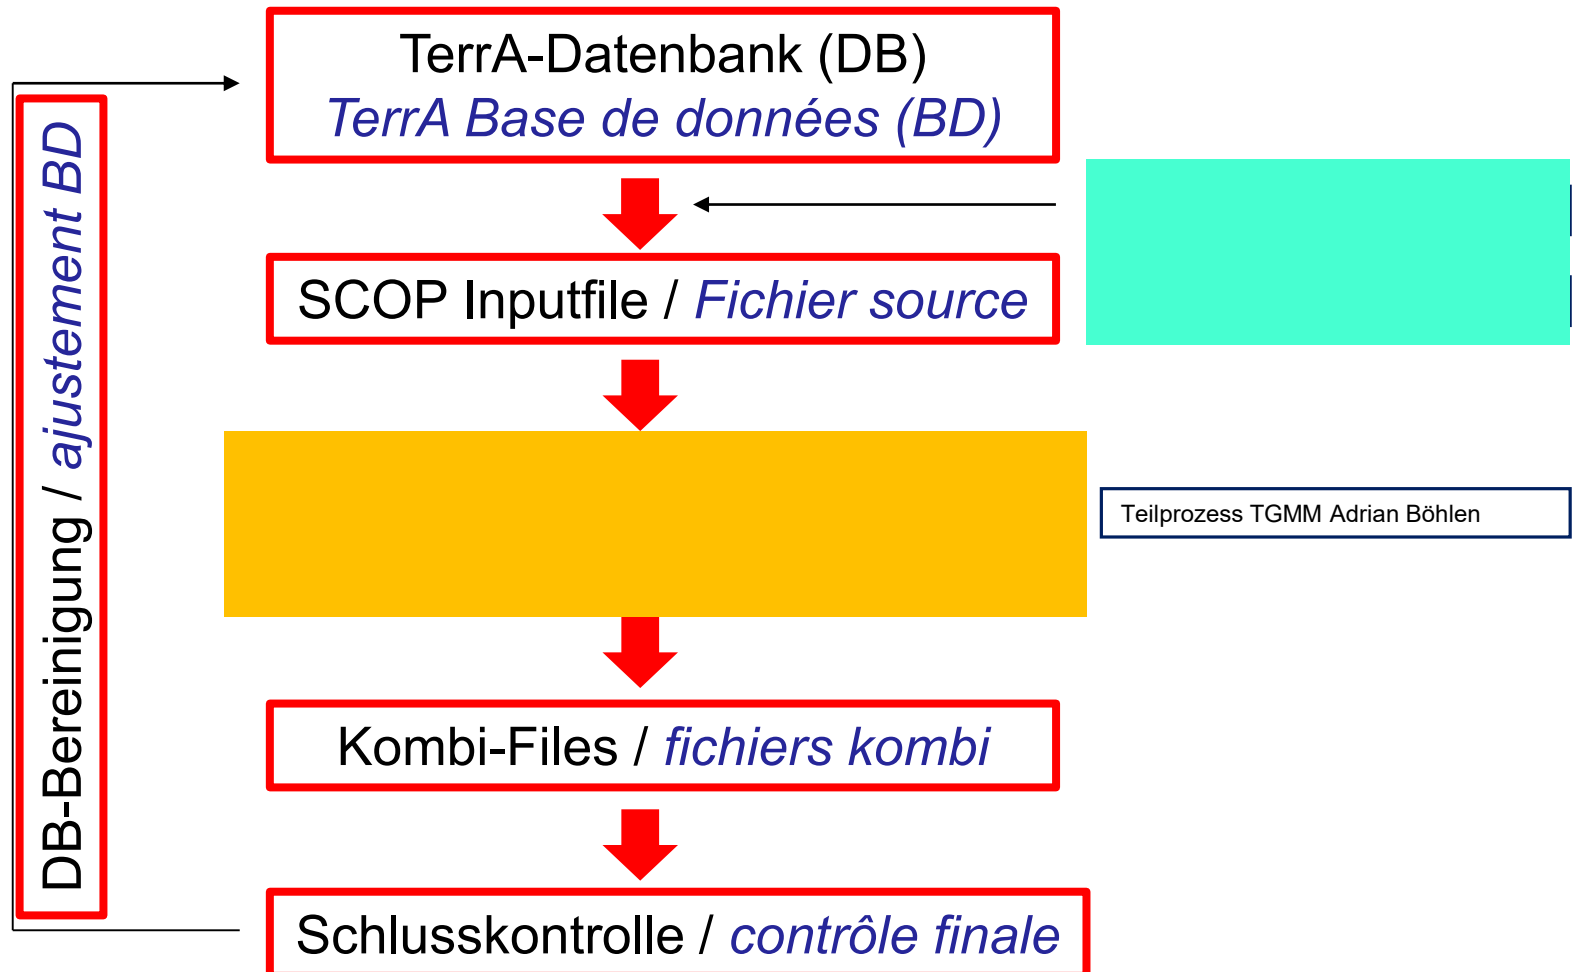 TerrA-Datenbank (DB)
TerrA Base de données (BD)
SCOP Inputfile / Fichier source
Teilprozess TGMM Adrian Böhlen
Kombi-Files / fichiers kombi
Schlusskontrolle / contrôle finale
DB-Bereinigung / ajustement BD